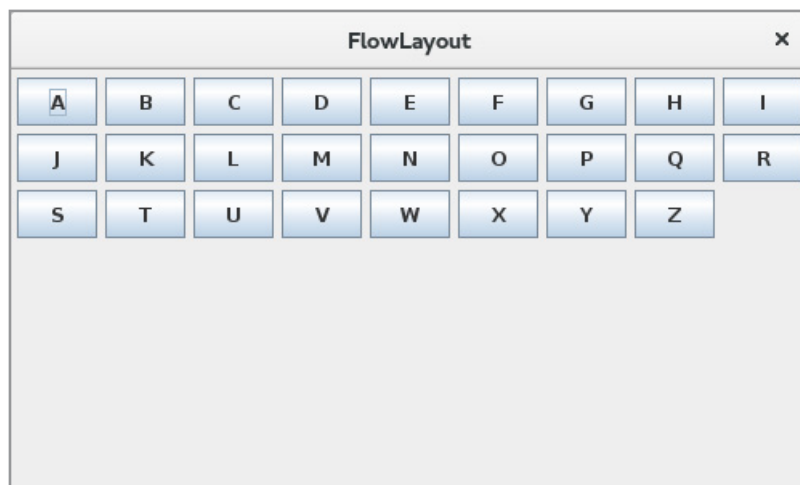 FlowLayout ×
A B C D E F G H I
J K L M N O P Q R
S T U V W X Y Z